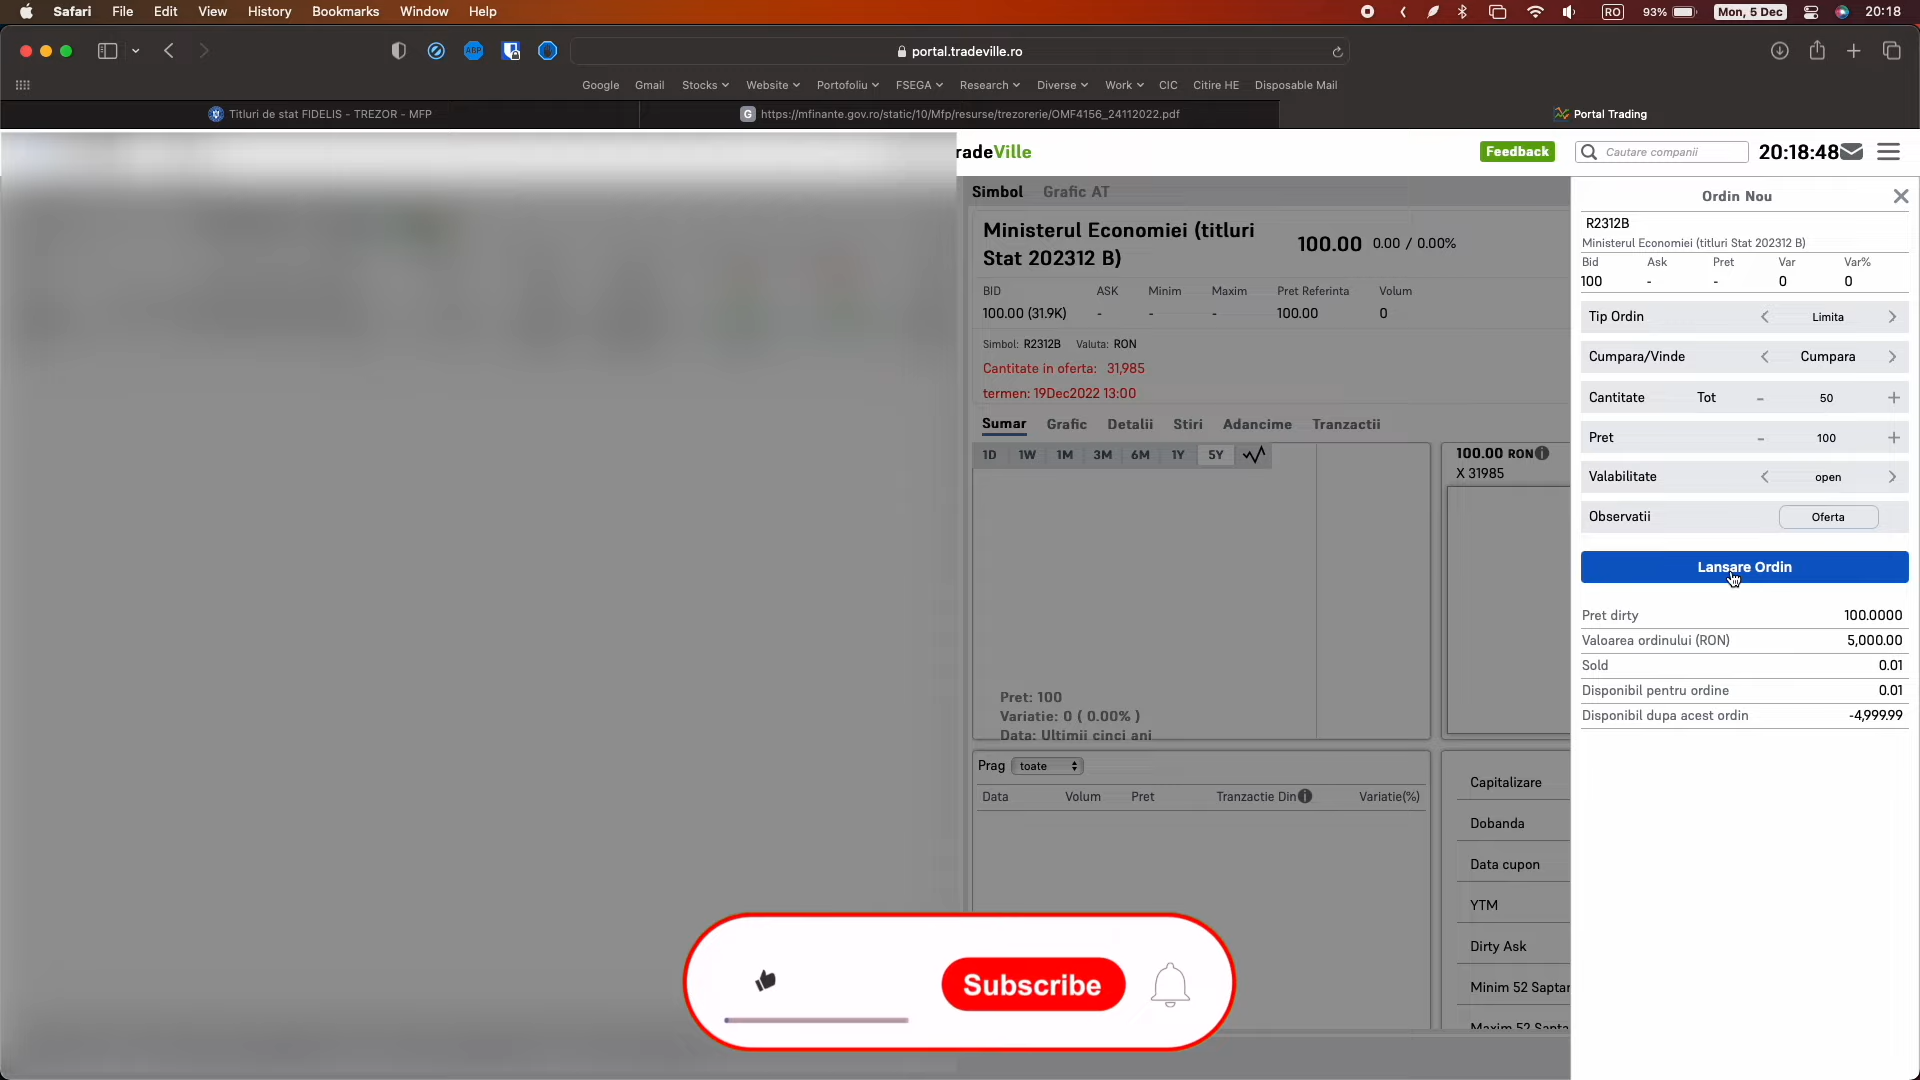 Safari File Edit View History Bookmarks Window Help RO 93% Mon, 5 Dec 20:18
ABP portal.tradeville.ro
Google Gmail Stocks Website Portofoliu FSEGA Research Diverse Work CIC Citire HE Disposable Mail
Titluri de stat FIDELIS - TREZOR - MFP G https://mfinante.gov.ro/static/10/Mfp/resurse/trezorerie/OMF4156_24112022.pdf Portal Trading
radeVille Feedback Cautare companii 20:18:48
Simbol Grafic AT
Ministerul Economiei (titluri
Stat 202312 B)
100.00 0.00 / 0.00%
BID ASK Minim Maxim Pret Referinta Volum
100.00 (31.9K) - - - 100.00 0
Simbol: R2312B Valuta: RON
Cantitate in oferta: 31,985
termen: 19Dec2022 13:00
Sumar Grafic Detalii Stiri Adancime Tranzactii
1D 1W 1M 3M 6M 1Y 5Y
100.00 RON
X 31985
Pret: 100
Variatie: 0 ( 0.00% )
Data: Ultimii cinci ani
Prag toate
Data Volum Pret Tranzactie Din Variatie(%)
Capitalizare
Dobanda
Data cupon
YTM
Dirty Ask
Minim 52 Saptar
Maxim 52 Sapta
Ordin Nou
R2312B
Ministerul Economiei (titluri Stat 202312 B)
Bid Ask Pret Var Var%
100 - - 0 0
Tip Ordin Limita
Cumpara/Vinde Cumpara
Cantitate Tot - 50 +
Pret - 100 +
Valabilitate open
Observatii Oferta
Lansare Ordin
Pret dirty 100.0000
Valoarea ordinului (RON) 5,000.00
Sold 0.01
Disponibil pentru ordine 0.01
Disponibil dupa acest ordin -4,999.99
Subscribe